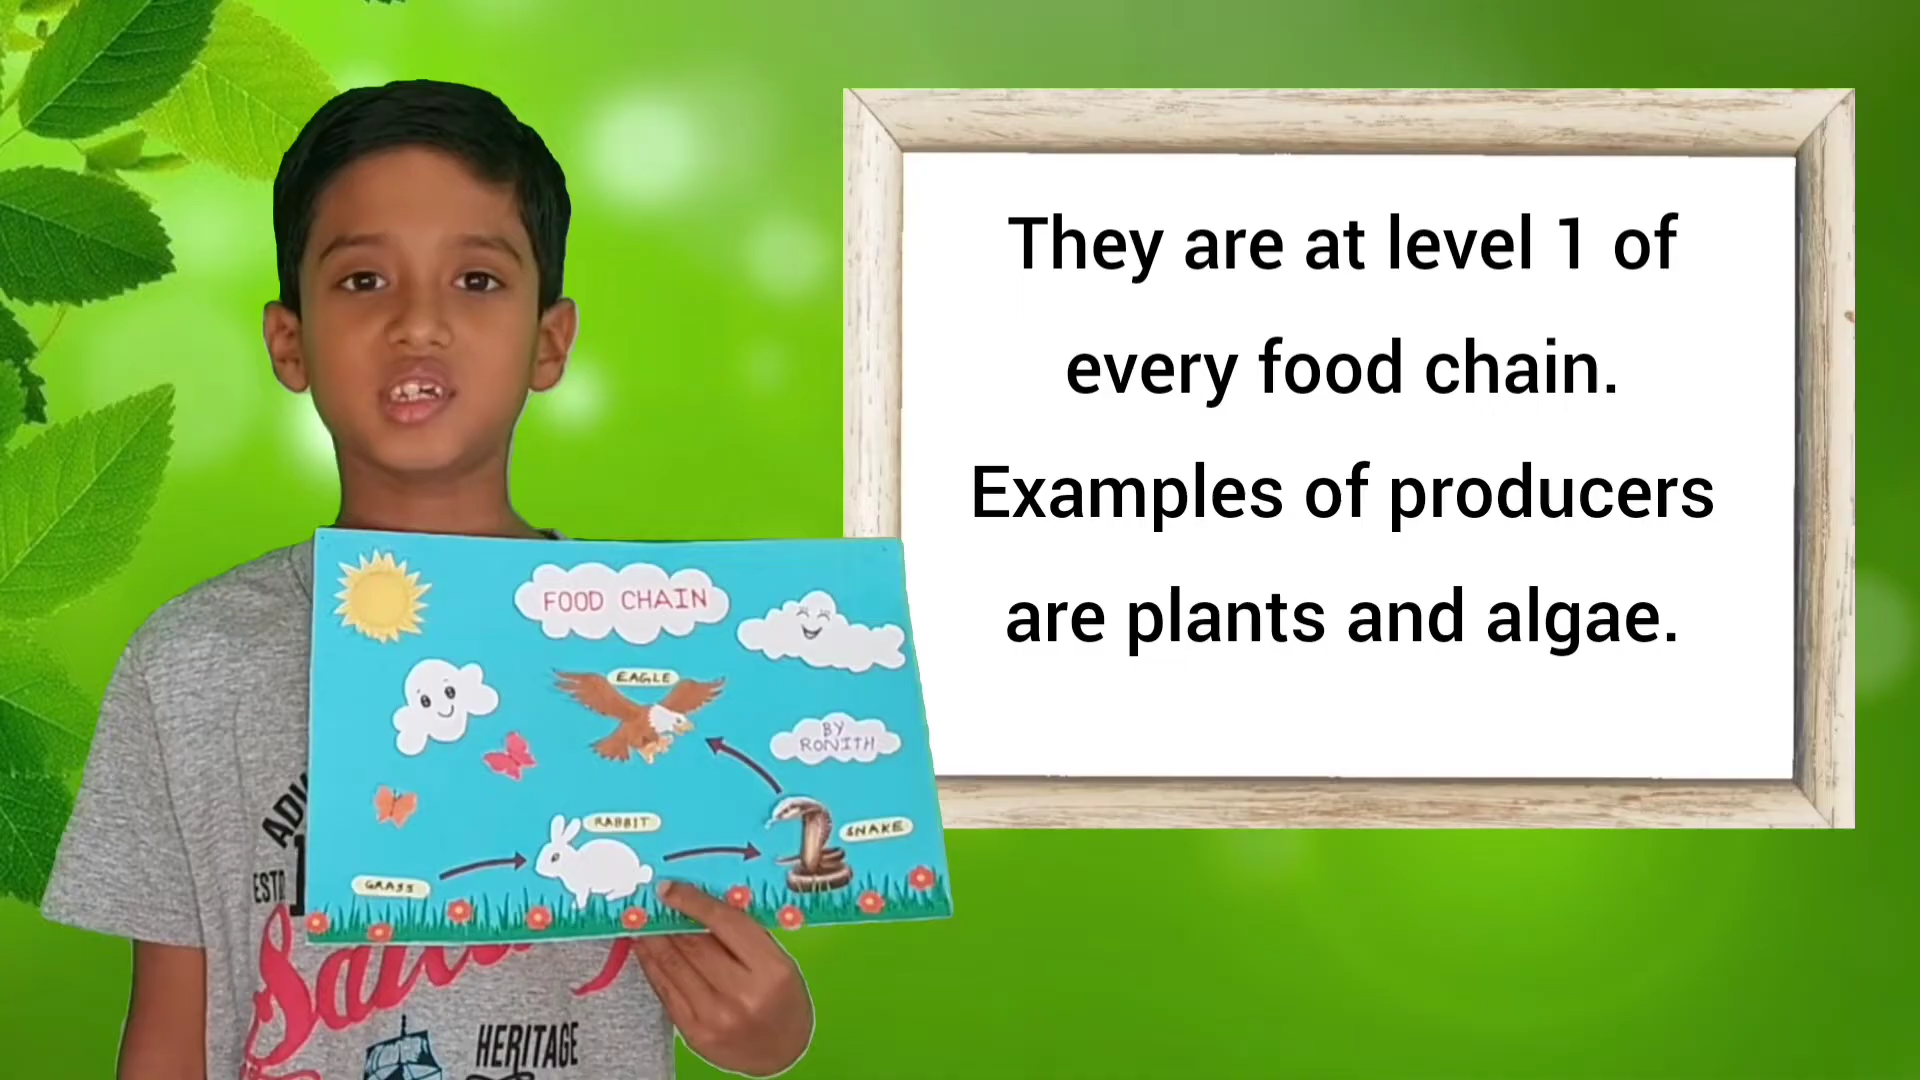 They are at level 1 of
every food chain.
Examples of producers
are plants and algae.
FOOD CHAIN
EAGLE
BY
RONITH
RABBIT
SNAKE
GRASS
ESTD
HERITAGE